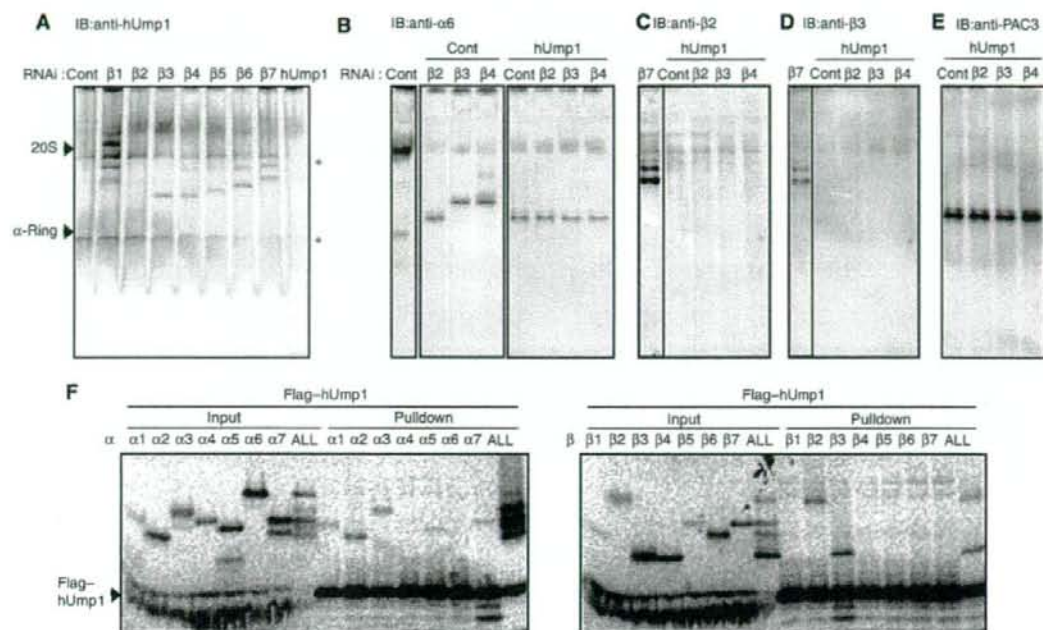 A IB:anti-hUmp1
RNAi : Cont β1 β2 β3 β4 β5 β6 β7 hUmp1
20S
α-Ring
*
*
B IB:anti-α6
Cont hUmp1
RNAi: Cont β2 β3 β4 Cont β2 β3 β4
C IB:anti-β2
hUmp1
β7 Cont β2 β3 β4
D IB:anti-β3
hUmp1
β7 Cont β2 β3 β4
E IB:anti-PAC3
hUmp1
Cont β2 β3 β4
F Flag–hUmp1
Input Pulldown
α α1 α2 α3 α4 α5 α6 α7 ALL α1 α2 α3 α4 α5 α6 α7 ALL
Flag–
hUmp1
Flag–hUmp1
Input Pulldown
β β1 β2 β3 β4 β5 β6 β7 ALL β1 β2 β3 β4 β5 β6 β7 ALL